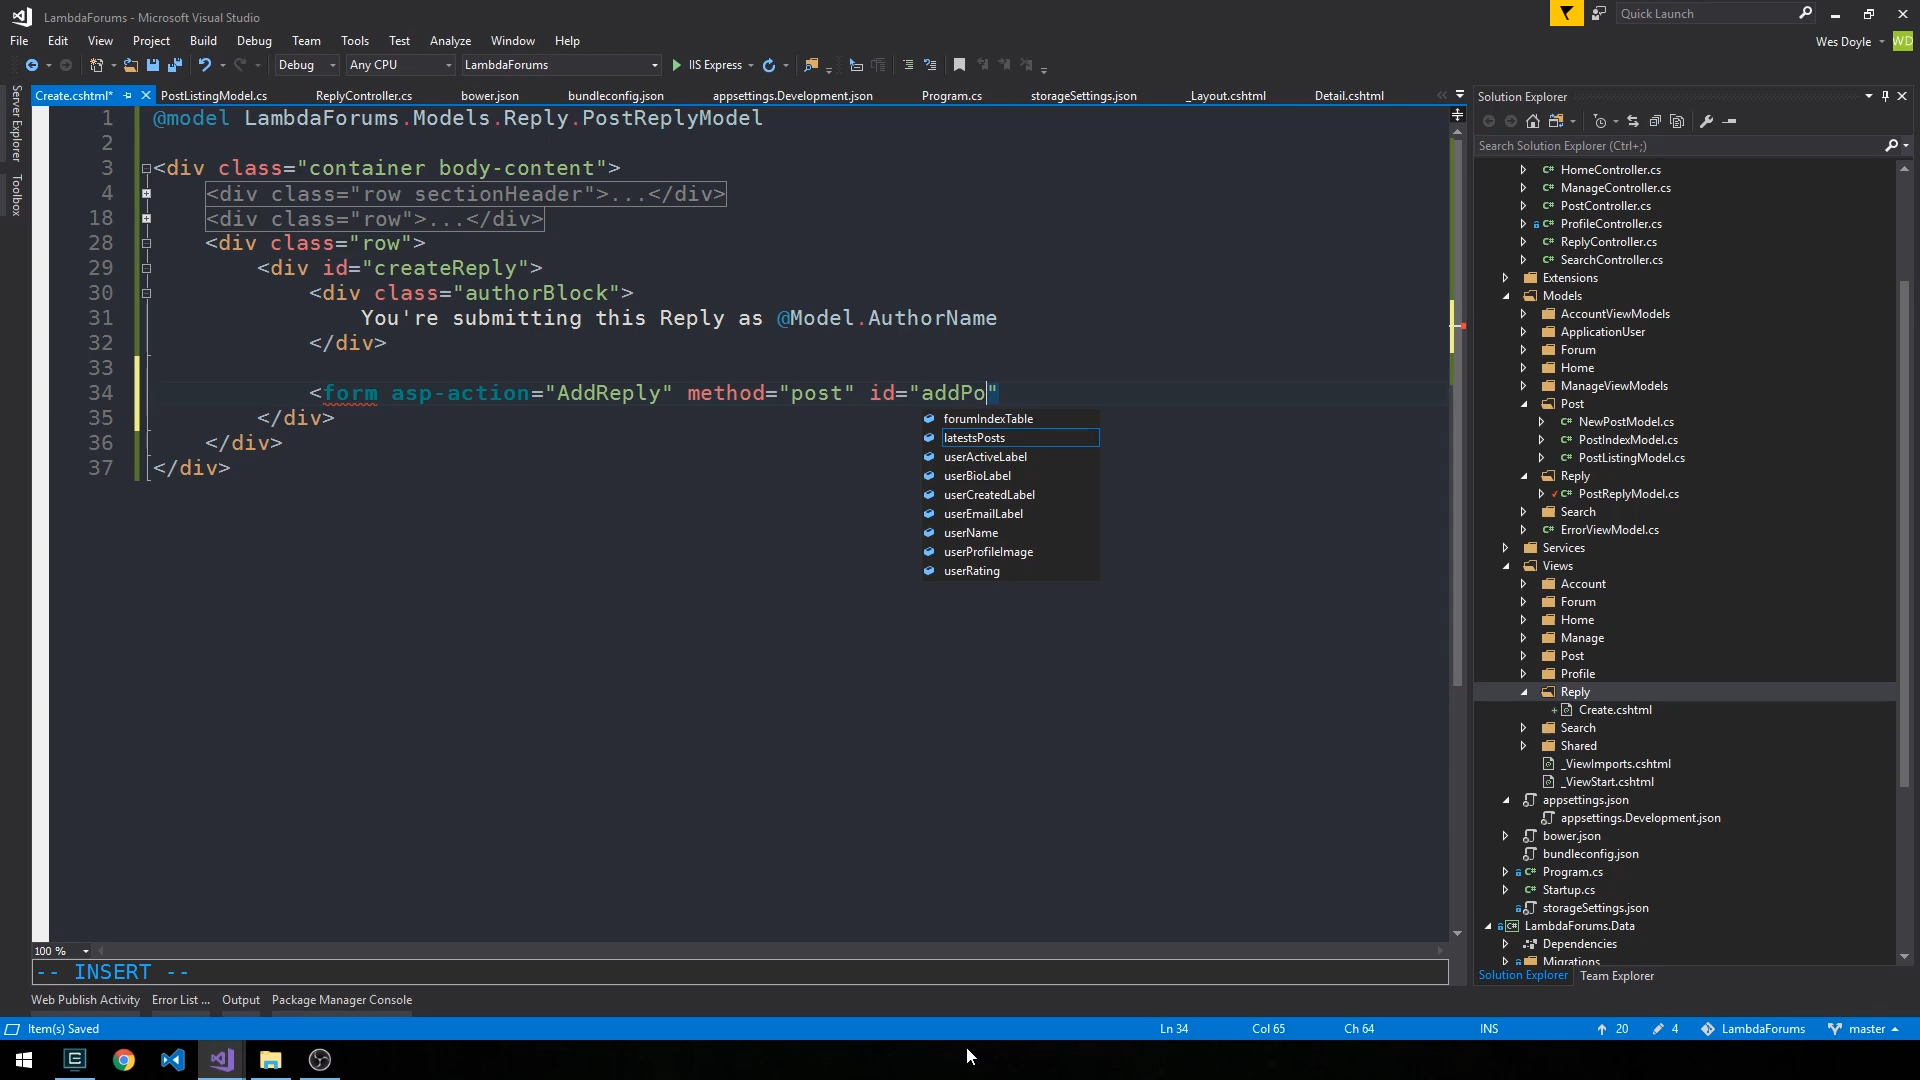 LambdaForums - Microsoft Visual Studio
Quick Launch
File Edit View Project Build Debug Team Tools Test Analyze Window Help
Wes Doyle WD
Debug Any CPU LambdaForums IIS Express
Server Explorer
Toolbox
Create.cshtml* PostListingModel.cs ReplyController.cs bower.json bundleconfig.json appsettings.Development.json Program.cs storageSettings.json _Layout.cshtml Detail.cshtml
1 @model LambdaForums.Models.Reply.PostReplyModel
2
3 <div class="container body-content">
4 <div class="row sectionHeader">...</div>
18 <div class="row">...</div>
28 <div class="row">
29 <div id="createReply">
30 <div class="authorBlock">
31 You're submitting this Reply as @Model.AuthorName
32 </div>
33
34 <form asp-action="AddReply" method="post" id="addPo"
35 </div>
36 </div>
37 </div>
forumIndexTable
latestsPosts
userActiveLabel
userBioLabel
userCreatedLabel
userEmailLabel
userName
userProfileImage
userRating
100 %
-- INSERT --
Web Publish Activity Error List ... Output Package Manager Console
Solution Explorer
Search Solution Explorer (Ctrl+;)
HomeController.cs
ManageController.cs
PostController.cs
ProfileController.cs
ReplyController.cs
SearchController.cs
Extensions
Models
AccountViewModels
ApplicationUser
Forum
Home
ManageViewModels
Post
NewPostModel.cs
PostIndexModel.cs
PostListingModel.cs
Reply
PostReplyModel.cs
Search
ErrorViewModel.cs
Services
Views
Account
Forum
Home
Manage
Post
Profile
Reply
Create.cshtml
Search
Shared
_ViewImports.cshtml
_ViewStart.cshtml
appsettings.json
appsettings.Development.json
bower.json
bundleconfig.json
Program.cs
Startup.cs
storageSettings.json
LambdaForums.Data
Dependencies
Migrations
Solution Explorer Team Explorer
Item(s) Saved Ln 34 Col 65 Ch 64 INS 20 4 LambdaForums master